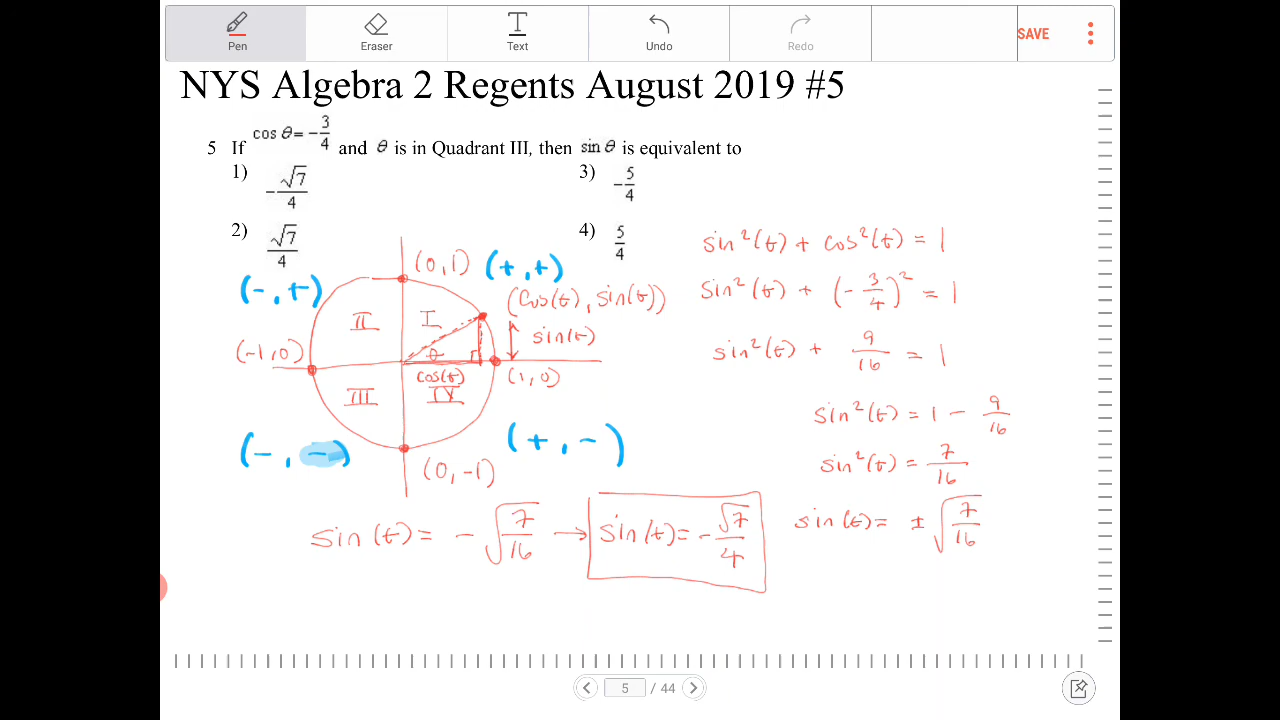 Pen Eraser Text Undo Redo SAVE
NYS Algebra 2 Regents August 2019 #5
5 If cos θ = -3/4 and θ is in Quadrant III, then sin θ is equivalent to
1) -√7/4
3) -5/4
2) √7/4
4) 5/4
(0,1)
(+,+)
(-,+)
(cos(t), sin(t))
II
I
sin(t)
(-1,0)
θ
cos(t)
(1,0)
III
IV
(-,-)
(+,-)
(0,-1)
sin²(t) + cos²(t) = 1
sin²(t) + (-3/4)² = 1
sin²(t) + 9/16 = 1
sin²(t) = 1 - 9/16
sin²(t) = 7/16
sin(t) = ±√7/16
sin(t) = -√7/16 → sin(t) = -√7/4
5 / 44